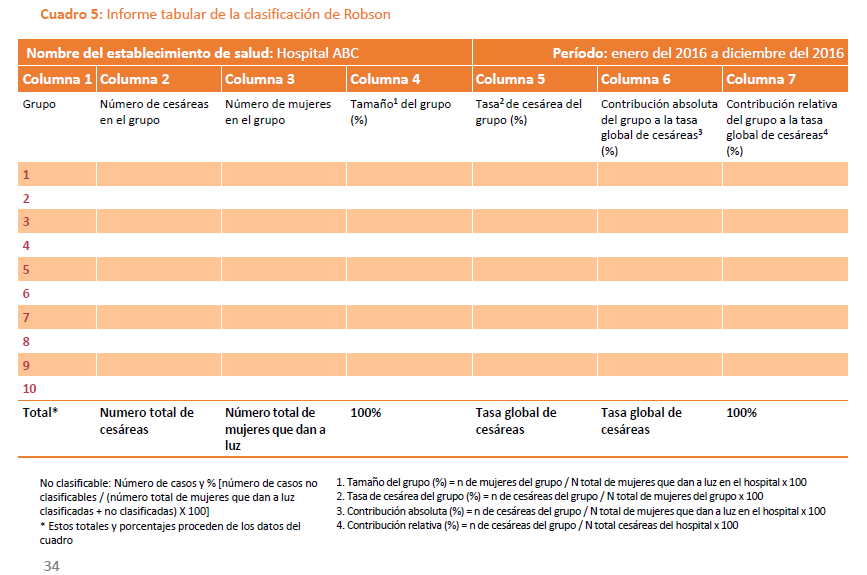 Cuadro 5: Informe tabular de la clasificación de Robson
Nombre del establecimiento de salud: Hospital ABC Período: enero del 2016 a diciembre del 2016
Columna 1 Columna 2 Columna 3 Columna 4 Columna 5 Columna 6 Columna 7
Grupo Número de cesáreas Número de mujeres Tamaño¹ del grupo Tasa² de cesárea del Contribución absoluta Contribución relativa
en el grupo en el grupo (%) grupo (%) del grupo a la tasa del grupo a la tasa
global de cesáreas³ global de cesáreas⁴
(%) (%)
1
2
3
4
5
6
7
8
9
10
Total* Numero total de Número total de 100% Tasa global de Tasa global de 100%
cesáreas mujeres que dan a cesáreas cesáreas
luz
No clasificable: Número de casos y % [número de casos no
clasificables / (número total de mujeres que dan a luz
clasificadas + no clasificadas) X 100]
* Estos totales y porcentajes proceden de los datos del
cuadro
1. Tamaño del grupo (%) = n de mujeres del grupo / N total de mujeres que dan a luz en el hospital x 100
2. Tasa de cesárea del grupo (%) = n de cesáreas del grupo / N total de mujeres del grupo x 100
3. Contribución absoluta (%) = n de cesáreas del grupo / N total de mujeres que dan a luz en el hospital x 100
4. Contribución relativa (%) = n de cesáreas del grupo / N total cesáreas del hospital x 100
34